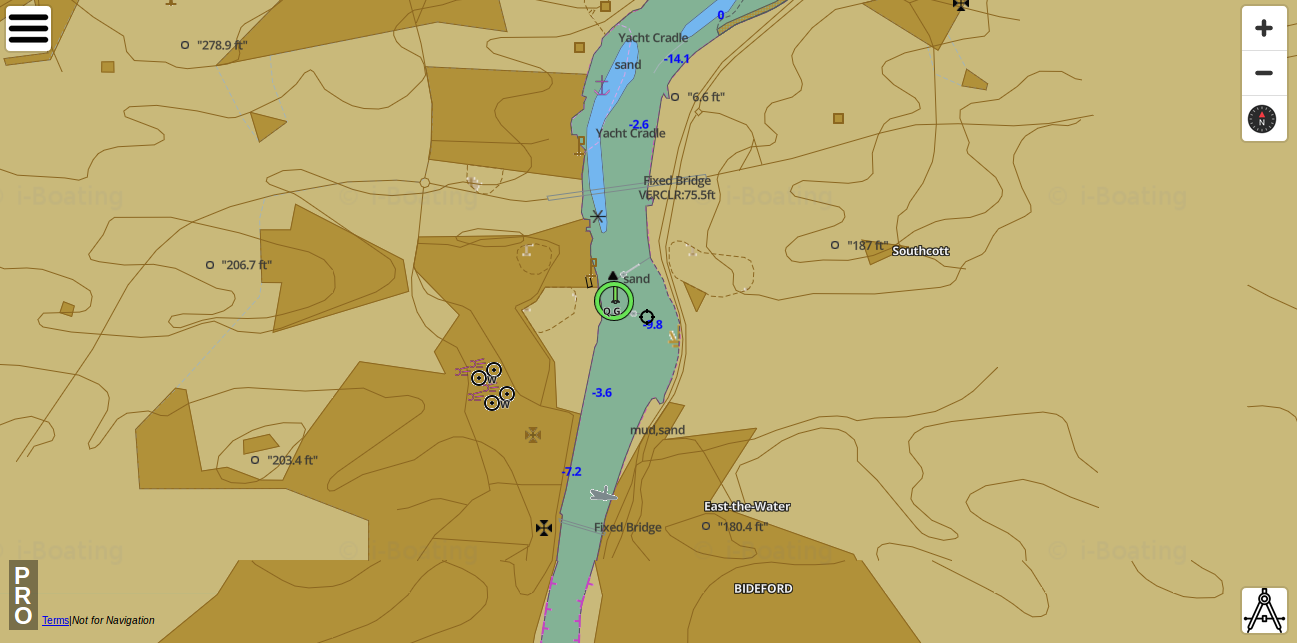 0
Yacht Cradle
"278.9 ft"
-14.1
sand
"6.6 ft"
-2.6
Yacht Cradle
N
Fixed Bridge
VERCLR:75.5ft
© i-Boating
© i-Boating
© i-Boating
© i-Boating
"187 ft"
Southcott
"206.7 ft"
sand
Q G
-9.8
W
-3.6
W
mud,sand
"203.4 ft"
-7.2
East-the-Water
Fixed Bridge
"180.4 ft"
© i-Boating
© i-Boating
© i-Boating
© i-Boating
BIDEFORD
PRO
Terms|Not for Navigation